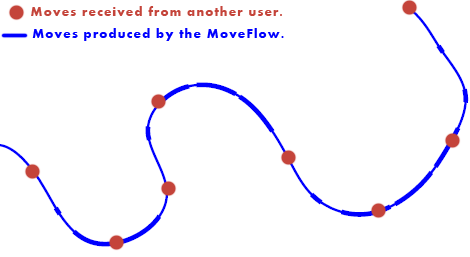 Moves received from another user.
Moves produced by the MoveFlow.